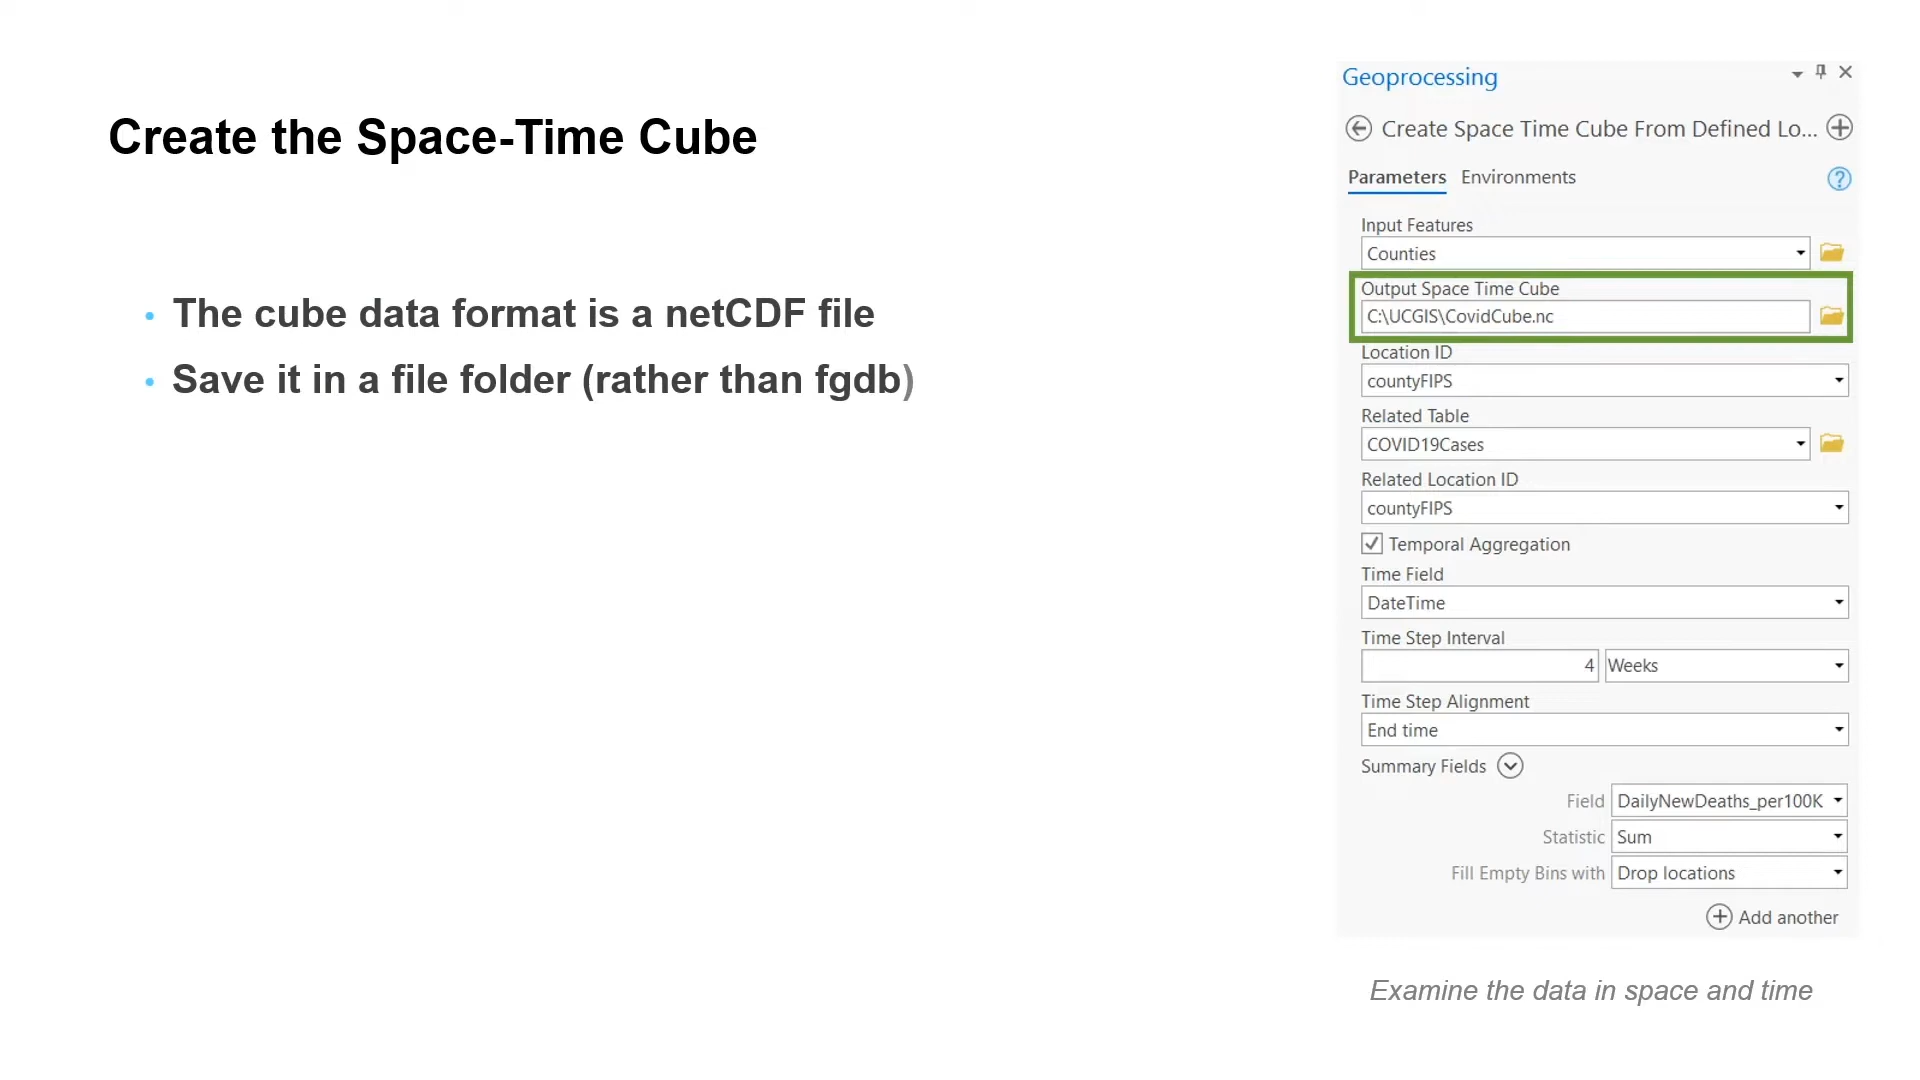 Create the Space-Time Cube
• The cube data format is a netCDF file
• Save it in a file folder (rather than fgdb)
Geoprocessing
Create Space Time Cube From Defined Lo...
Parameters Environments
?
Input Features
Counties
Output Space Time Cube
C:\UCGIS\CovidCube.nc
Location ID
countyFIPS
Related Table
COVID19Cases
Related Location ID
countyFIPS
Temporal Aggregation
Time Field
DateTime
Time Step Interval
4 Weeks
Time Step Alignment
End time
Summary Fields
Field DailyNewDeaths_per100K
Statistic Sum
Fill Empty Bins with Drop locations
Add another
Examine the data in space and time